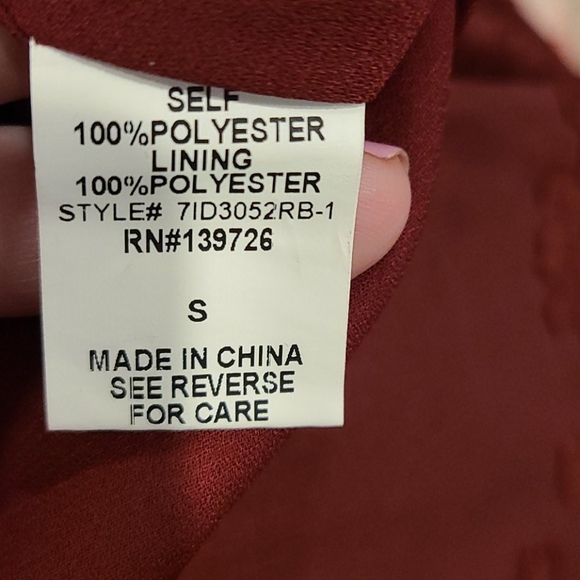 SELF
100%POLYESTER
LINING
100%POLYESTER
STYLE# 7ID3052RB-1
RN#139726
S
MADE IN CHINA
SEE REVERSE
FOR CARE